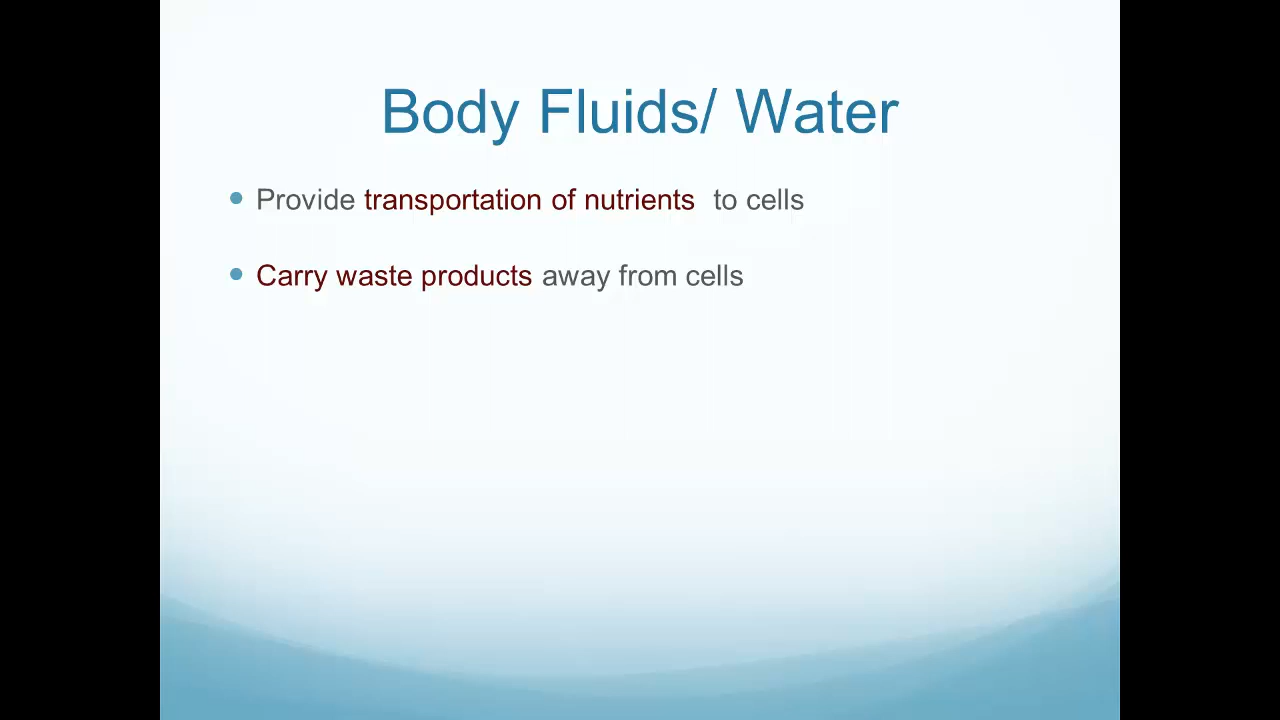 Body Fluids/ Water
Provide transportation of nutrients to cells
Carry waste products away from cells